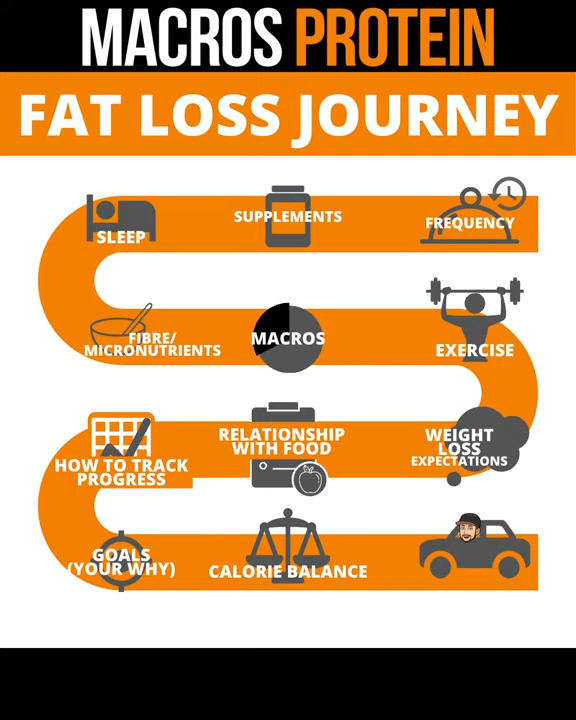 MACROS PROTEIN
FAT LOSS JOURNEY
SLEEP
SUPPLEMENTS
FREQUENCY
FIBRE/
MICRONUTRIENTS
MACROS
EXERCISE
HOW TO TRACK
PROGRESS
RELATIONSHIP
WITH FOOD
WEIGHT
LOSS
EXPECTATIONS
GOALS
(YOUR WHY)
CALORIE BALANCE